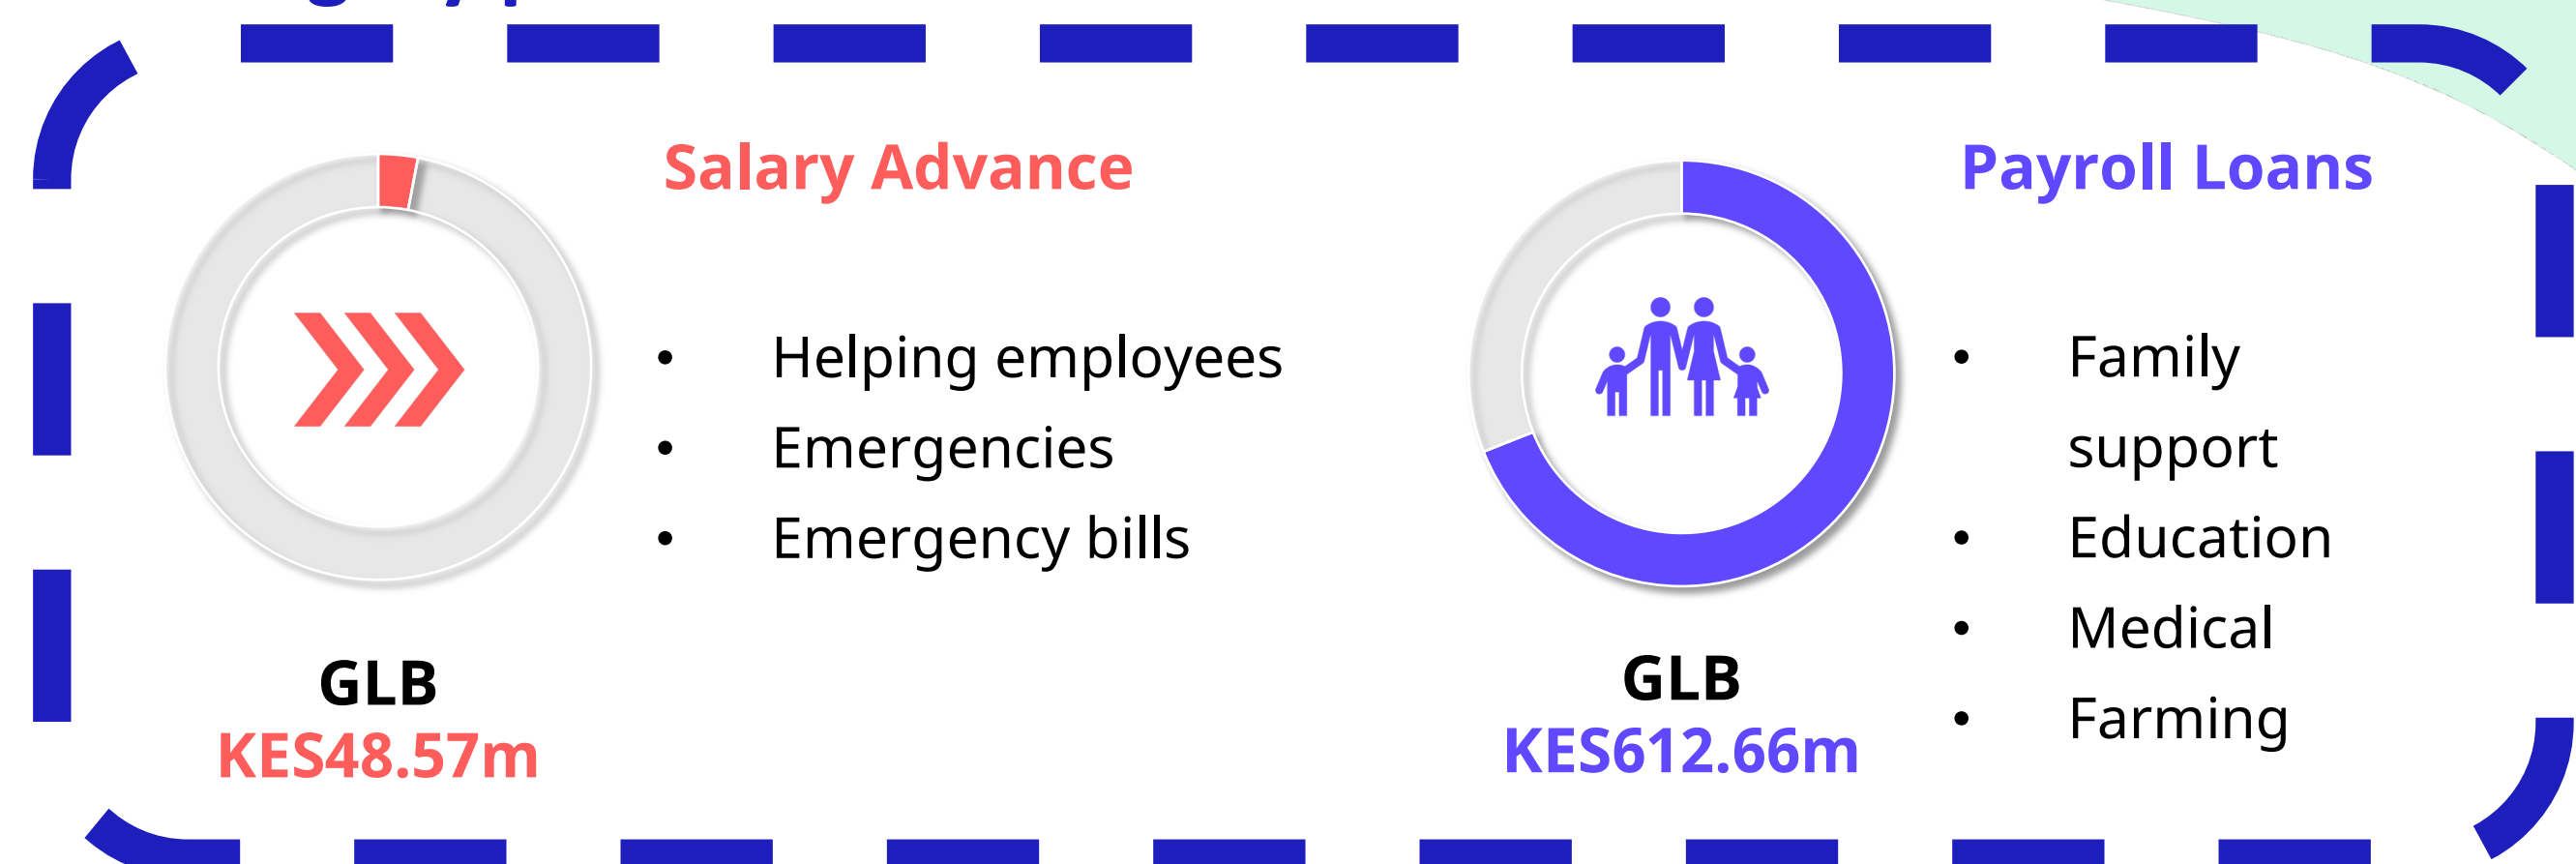 Salary Advance
• Helping employees
• Emergencies
• Emergency bills
GLB
KES48.57m
Payroll Loans
• Family
support
• Education
• Medical
• Farming
GLB
KES612.66m